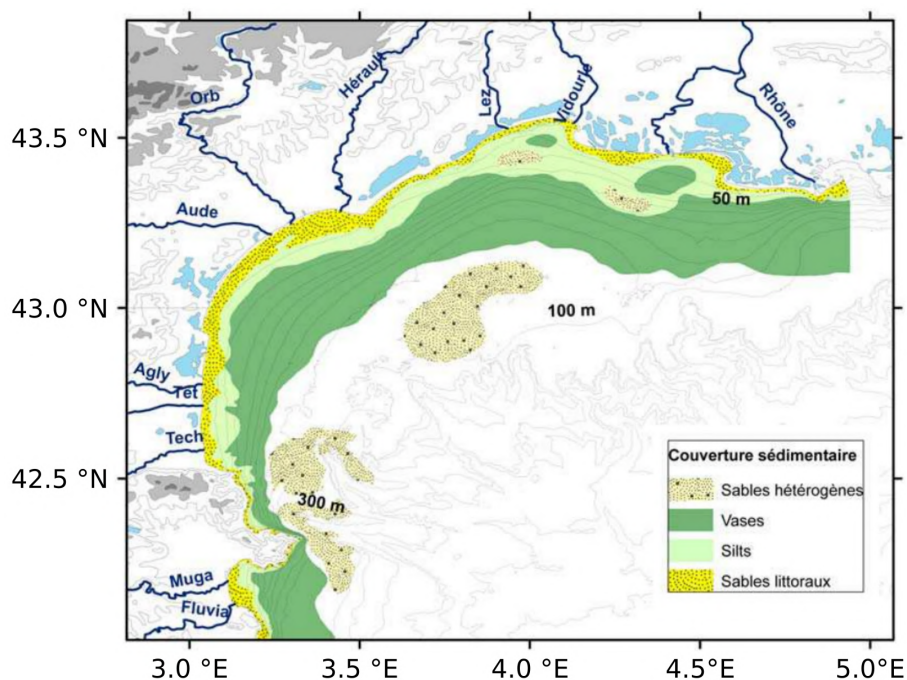 Orb
Hérault
Lez
Vidourle
Rhône
43.5 °N
50 m
Aude
43.0 °N
100 m
Agly
Tet
Tech
42.5 °N
300 m
Couverture sédimentaire
Sables hétérogènes
Vases
Silts
Sables littoraux
Muga
Fluvia
3.0 °E 3.5 °E 4.0 °E 4.5 °E 5.0 °E